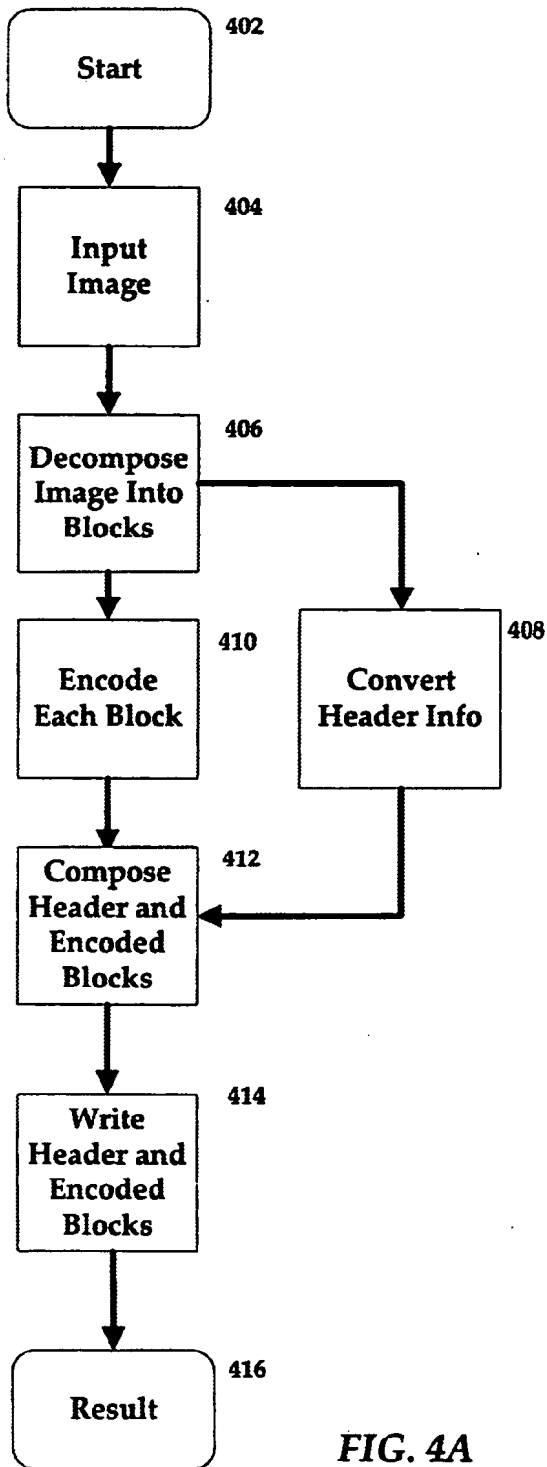 402
Start
404
Input
Image
406
Decompose
Image Into
Blocks
410
Encode
Each Block
408
Convert
Header Info
412
Compose
Header and
Encoded
Blocks
414
Write
Header and
Encoded
Blocks
416
Result
FIG. 4A